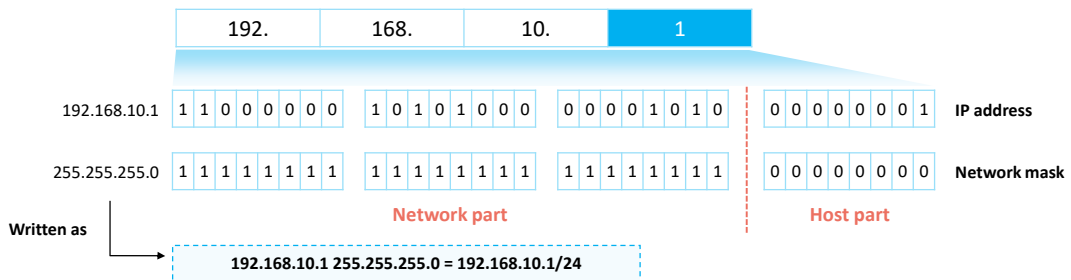 192. 168. 10. 1
192.168.10.1 1 1 0 0 0 0 0 0 1 0 1 0 1 0 0 0 0 0 0 0 1 0 1 0 0 0 0 0 0 0 0 1 IP address
255.255.255.0 1 1 1 1 1 1 1 1 1 1 1 1 1 1 1 1 1 1 1 1 1 1 1 1 0 0 0 0 0 0 0 0 Network mask
Network part Host part
Written as
192.168.10.1 255.255.255.0 = 192.168.10.1/24